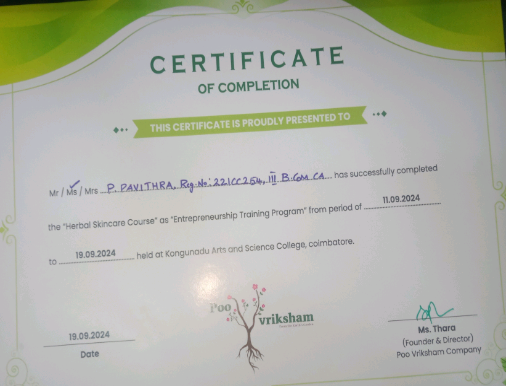 CERTIFICATE
OF COMPLETION
THIS CERTIFICATE IS PROUDLY PRESENTED TO
Mr / Ms / Mrs P. PAVITHRA, Reg.No: 221CC254, III B.Com.CA has successfully completed
the "Herbal Skincare Course" as "Entrepreneurship Training Program" from period of 11.09.2024
to 19.09.2024 held at Kongunadu Arts and Science College, coimbatore.
Poo
vriksham
19.09.2024
Date
Ms. Thara
(Founder & Director)
Poo Vriksham Company